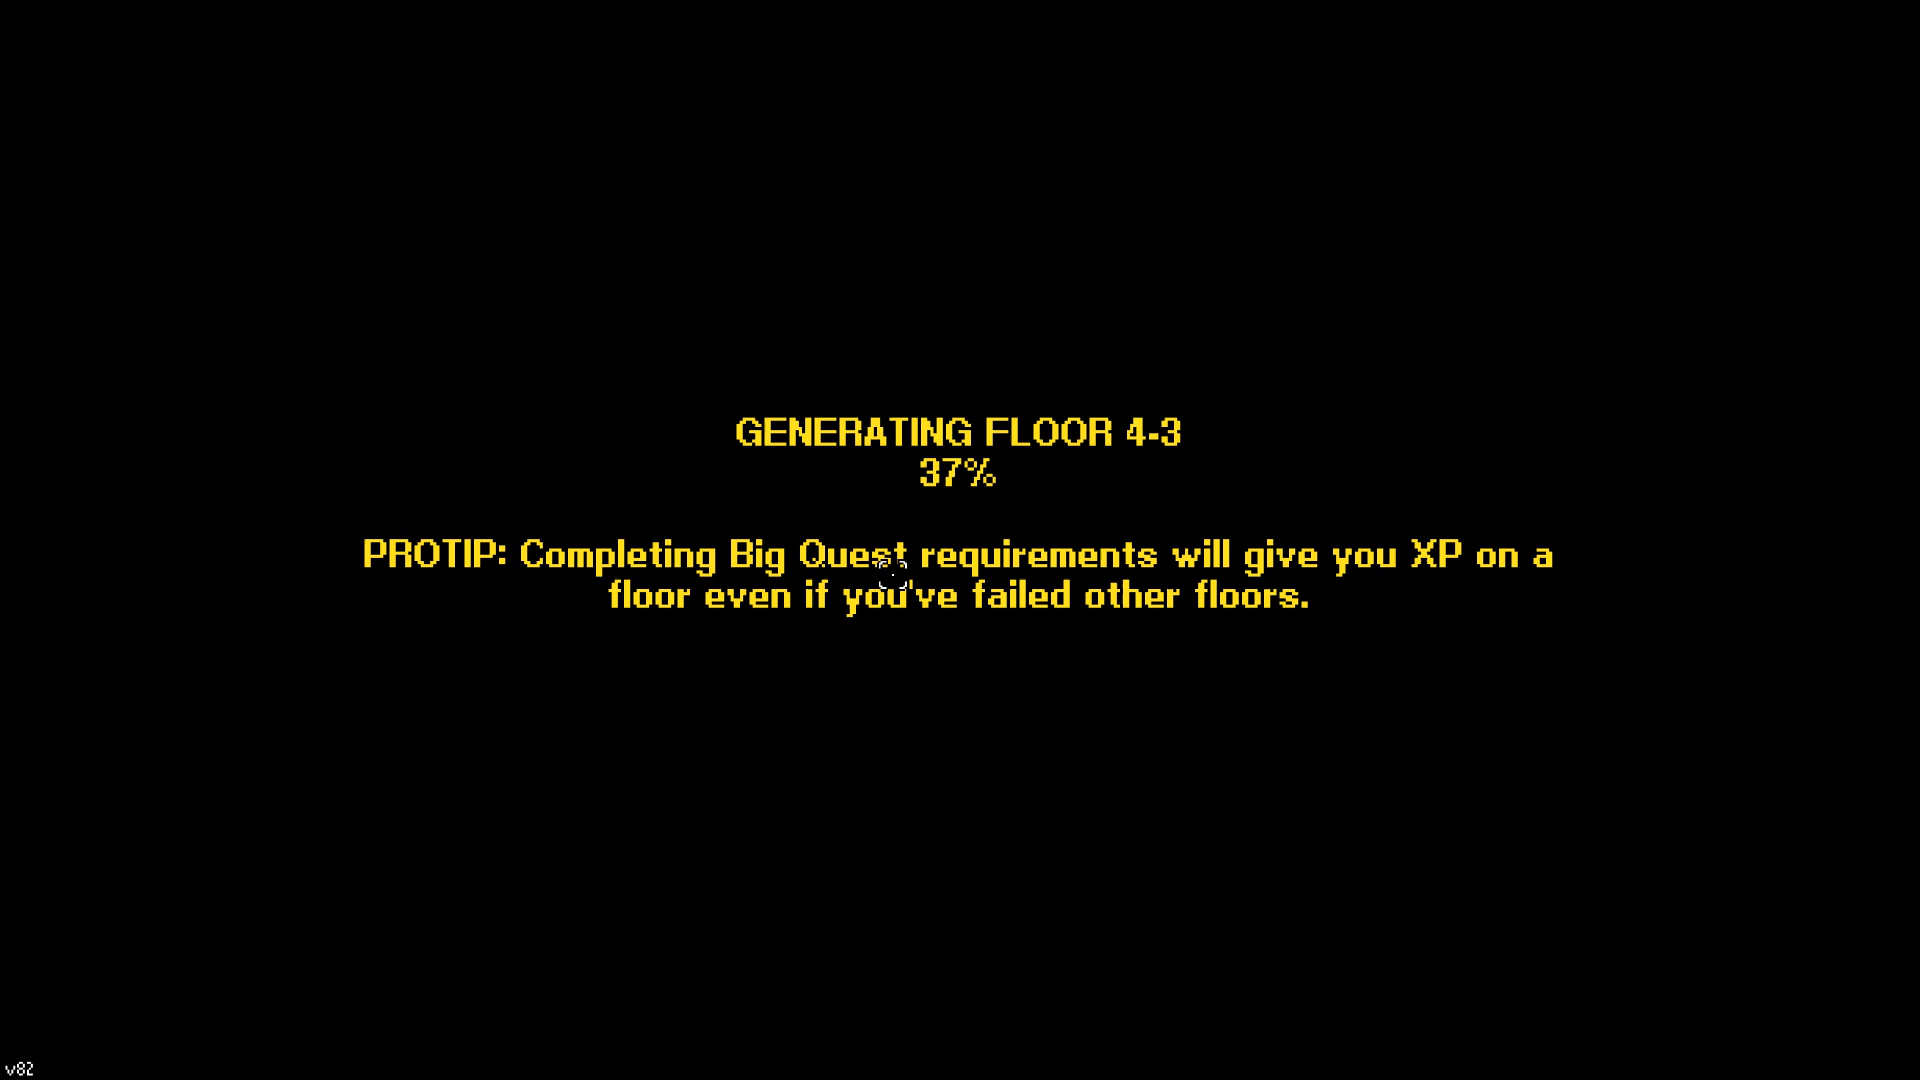 GENERATING FLOOR 4-3
37%
PROTIP: Completing Big Quest requirements will give you XP on a
floor even if you've failed other floors.
v82